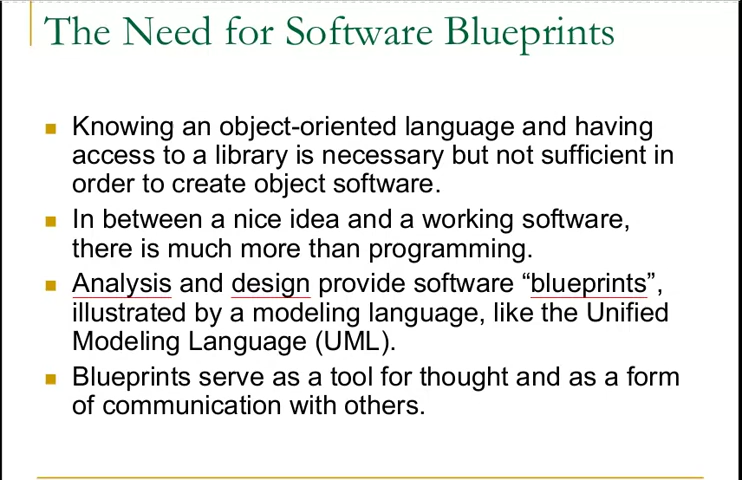 The Need for Software Blueprints
Knowing an object-oriented language and having
access to a library is necessary but not sufficient in
order to create object software.
In between a nice idea and a working software,
there is much more than programming.
Analysis and design provide software “blueprints”,
illustrated by a modeling language, like the Unified
Modeling Language (UML).
Blueprints serve as a tool for thought and as a form
of communication with others.